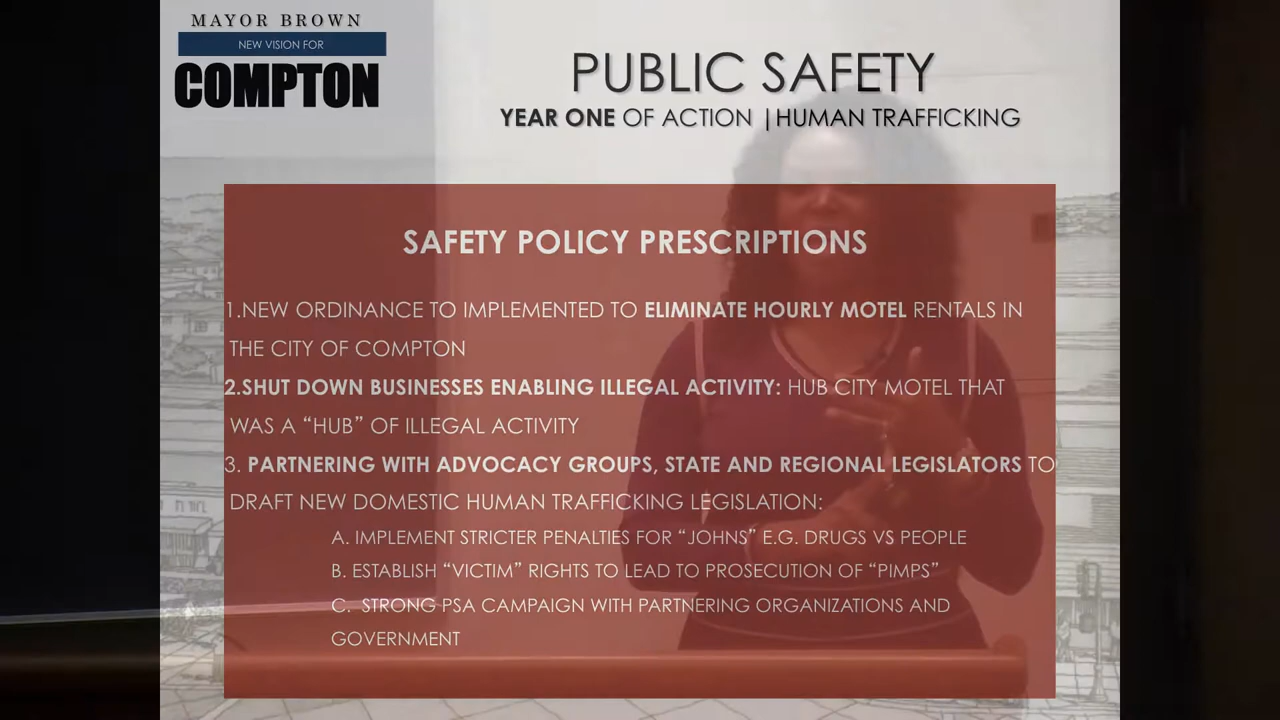 MAYOR BROWN
NEW VISION FOR
COMPTON
PUBLIC SAFETY
YEAR ONE OF ACTION |HUMAN TRAFFICKING
SAFETY POLICY PRESCRIPTIONS
1.NEW ORDINANCE TO IMPLEMENTED TO ELIMINATE HOURLY MOTEL RENTALS IN
THE CITY OF COMPTON
2.SHUT DOWN BUSINESSES ENABLING ILLEGAL ACTIVITY: HUB CITY MOTEL THAT
WAS A “HUB” OF ILLEGAL ACTIVITY
3. PARTNERING WITH ADVOCACY GROUPS, STATE AND REGIONAL LEGISLATORS TO
DRAFT NEW DOMESTIC HUMAN TRAFFICKING LEGISLATION:
A. IMPLEMENT STRICTER PENALTIES FOR “JOHNS” E.G. DRUGS VS PEOPLE
B. ESTABLISH “VICTIM” RIGHTS TO LEAD TO PROSECUTION OF “PIMPS”
C. STRONG PSA CAMPAIGN WITH PARTNERING ORGANIZATIONS AND
GOVERNMENT